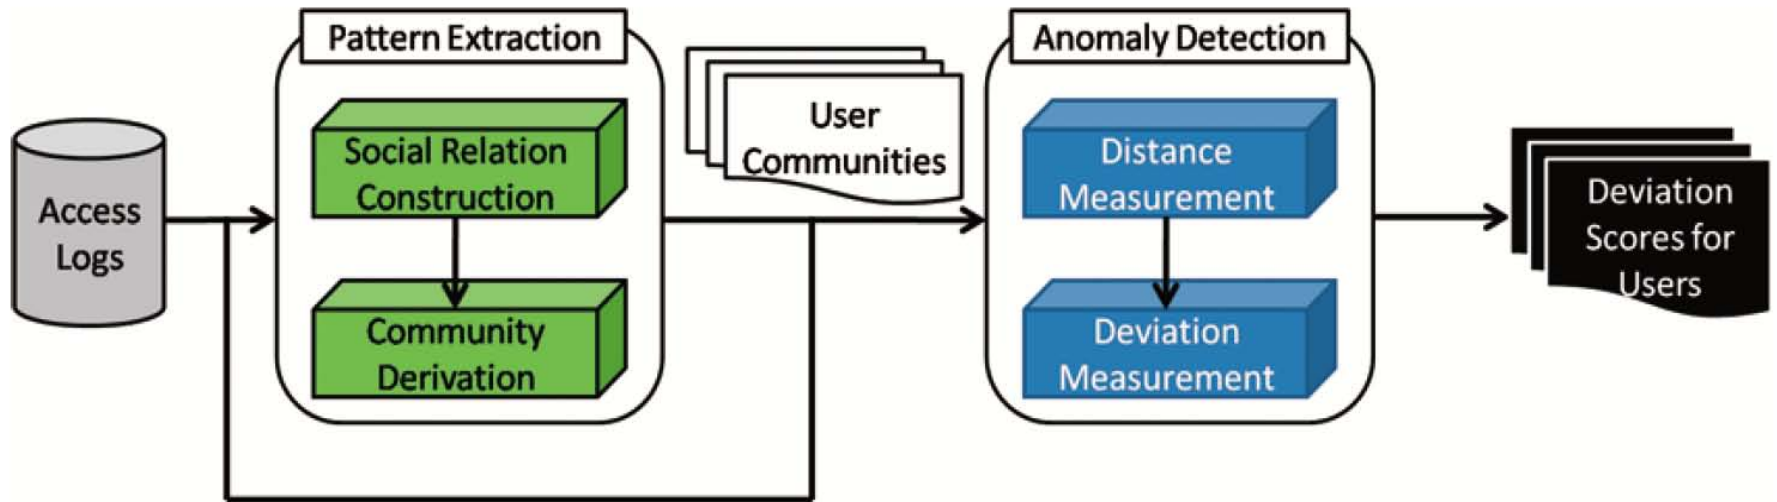 Pattern Extraction
Anomaly Detection
Access
Logs
Social Relation
Construction
Community
Derivation
User
Communities
Distance
Measurement
Deviation
Measurement
Deviation
Scores for
Users